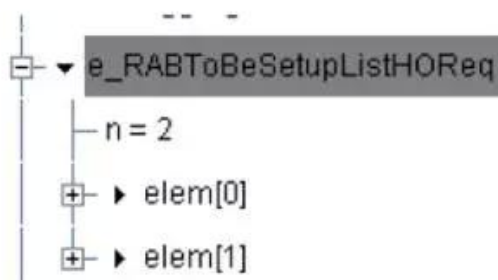 e_RABToBeSetupListHOReq
n = 2
elem[0]
elem[1]